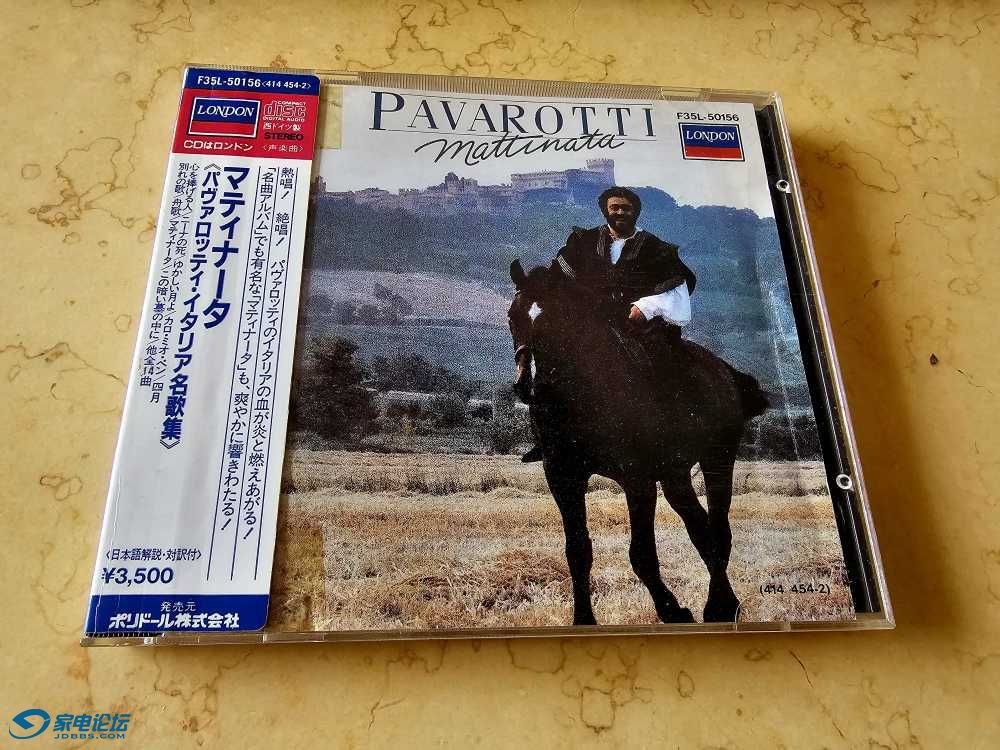 F35L-50156<414 454-2>
LONDON
COMPACT
disc
DIGITAL AUDIO
西ドイツ製
STEREO
CDはロンドン
〈声楽曲〉
熱唱! 絶唱! パヴァロッティのイタリアの血が炎と燃えあがる!
「名曲アルバム」でも有名な「マティナータ」も、爽やかに響きわたる!
マティナータ
《パヴァロッティ・イタリア名歌集》
心を捧げる人/ニーナの死/ゆかしい月よ/カロ・ミオ・ベン/四月
別れの歌/舟歌/マティナータ/この暗い墓の中に/他全14曲
〈日本語解説・対訳付〉
¥3,500
発売元
ポリドール株式会社
PAVAROTTI
mattinata
F35L-50156
LONDON
(414 454-2)
家电论坛
JDBBS.COM